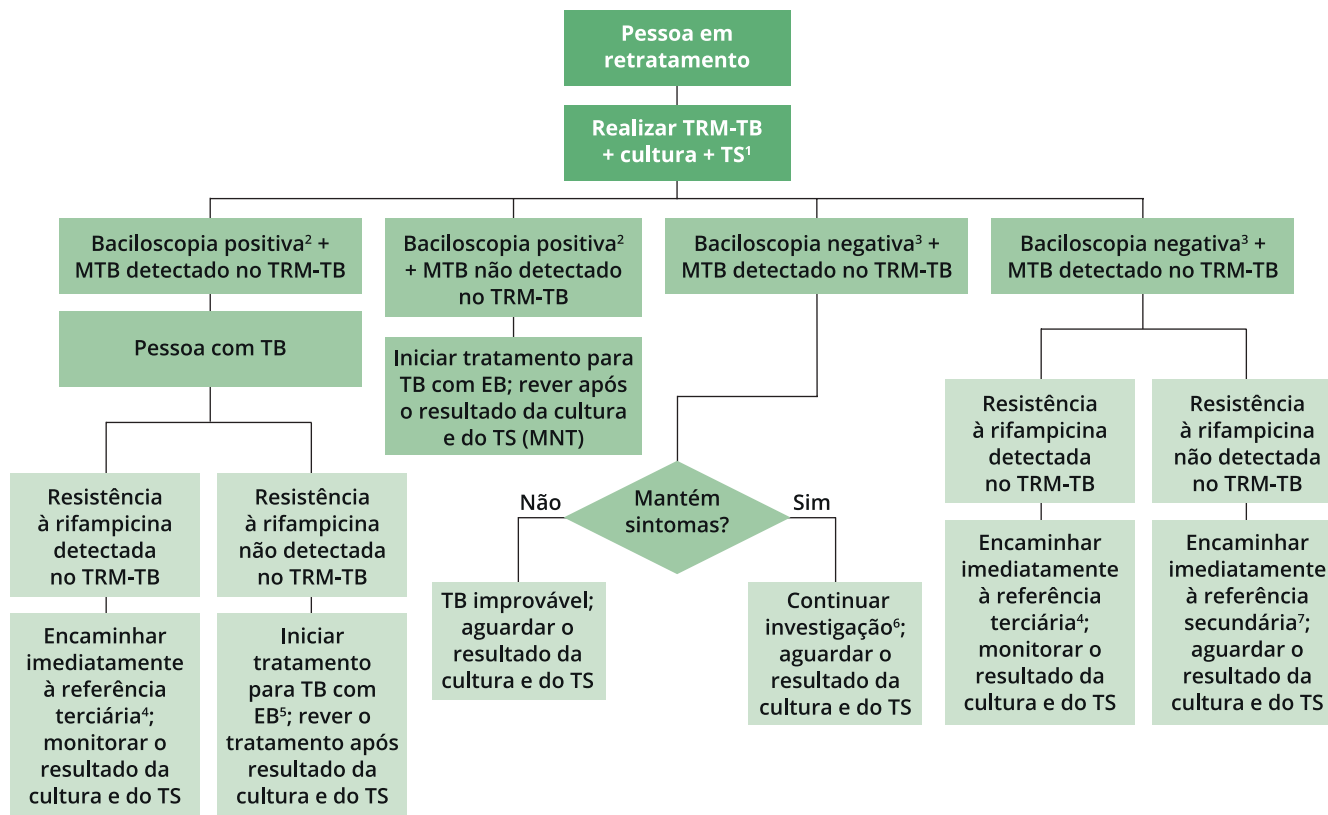 Pessoa em
retratamento
Realizar TRM-TB
+ cultura + TS¹
Baciloscopia positiva² +
MTB detectado no TRM-TB
Baciloscopia positiva²
+ MTB não detectado
no TRM-TB
Baciloscopia negativa³ +
MTB detectado no TRM-TB
Baciloscopia negativa³ +
MTB detectado no TRM-TB
Pessoa com TB
Iniciar tratamento para
TB com EB; rever após
o resultado da cultura
e do TS (MNT)
Resistência
à rifampicina
detectada
no TRM-TB
Resistência
à rifampicina
não detectada
no TRM-TB
Resistência
à rifampicina
detectada
no TRM-TB
Resistência
à rifampicina
não detectada
no TRM-TB
Não
Mantém
sintomas?
Sim
Encaminhar
imediatamente
à referência
terciária⁴;
monitorar o
resultado da
cultura e do TS
Iniciar
tratamento
para TB com
EB⁵; rever o
tratamento após
resultado da
cultura e do TS
TB improvável;
aguardar o
resultado da
cultura e do TS
Continuar
investigação⁶;
aguardar o
resultado da
cultura e do TS
Encaminhar
imediatamente
à referência
terciária⁴;
monitorar o
resultado da
cultura e do TS
Encaminhar
imediatamente
à referência
secundária⁷;
aguardar o
resultado da
cultura e do TS